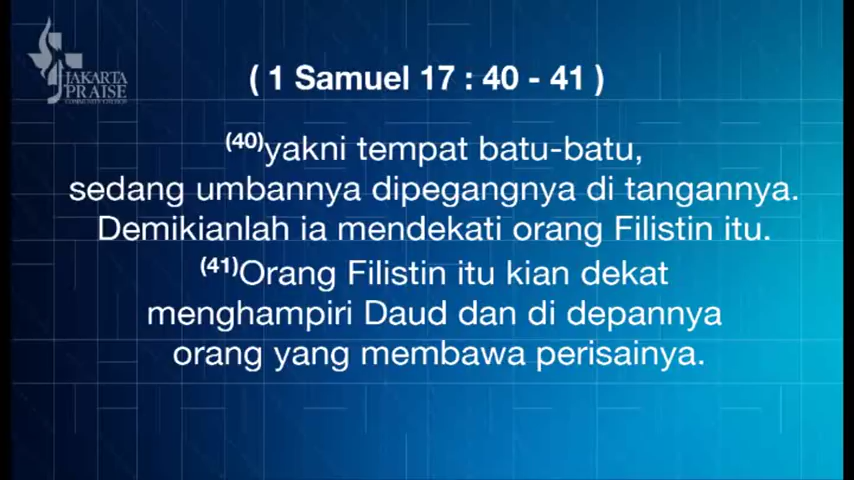 JAKARTA
PRAISE
COMMUNITY CHURCH
( 1 Samuel 17 : 40 - 41 )
(40)yakni tempat batu-batu,
sedang umbannya dipegangnya di tangannya.
Demikianlah ia mendekati orang Filistin itu.
(41)Orang Filistin itu kian dekat
menghampiri Daud dan di depannya
orang yang membawa perisainya.